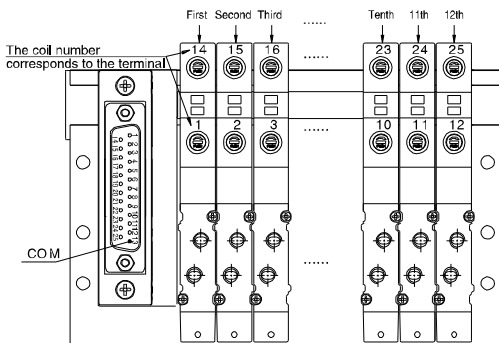 First Second Third ...... Tenth 11th 12th
The coil number
corresponds to the terminal
14 15 16 ...... 23 24 25
1 2 3 ...... 10 11 12
COM
......